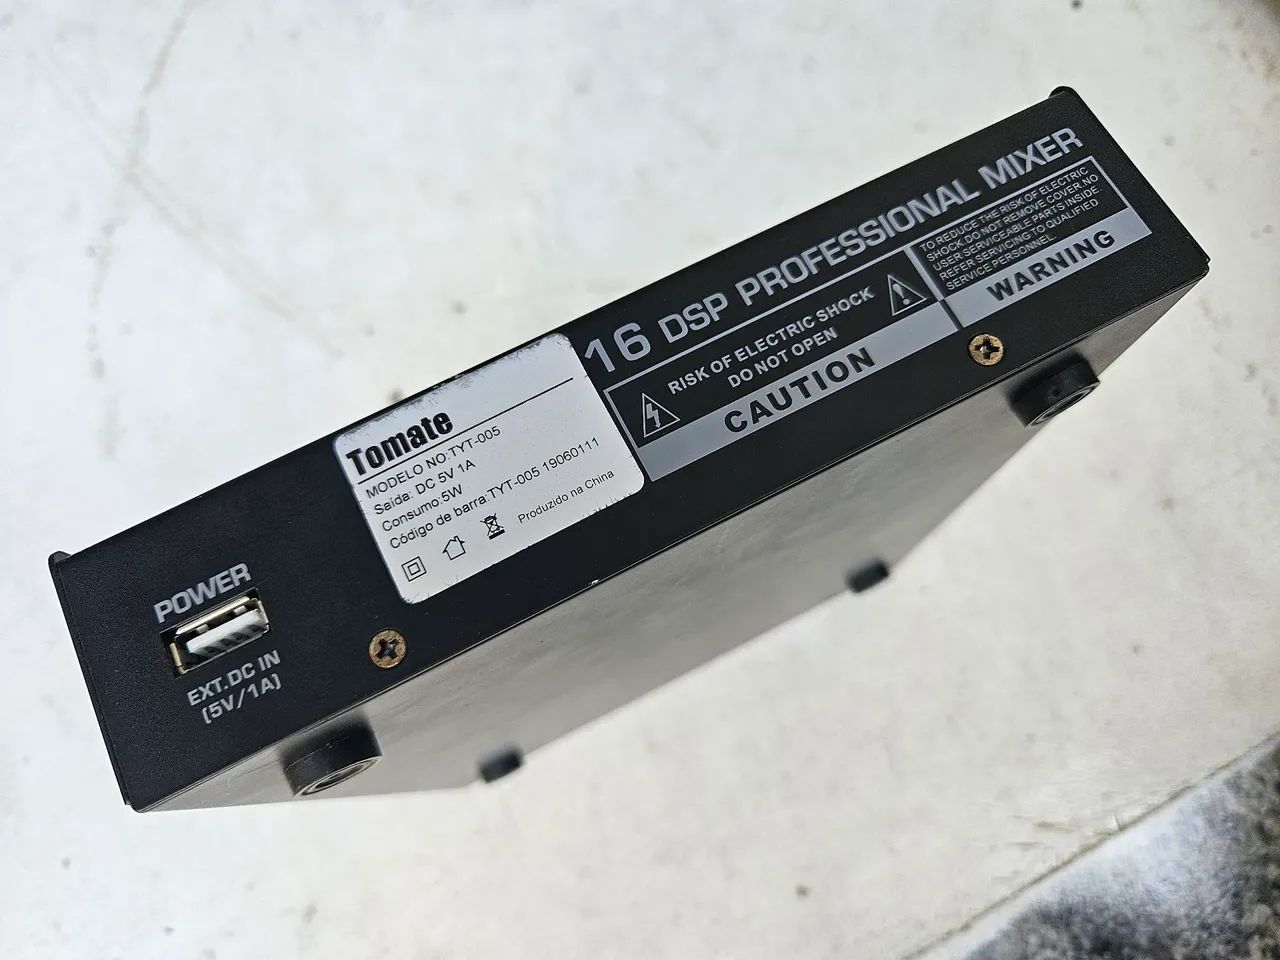 16 DSP PROFESSIONAL MIXER
RISK OF ELECTRIC SHOCK
DO NOT OPEN
CAUTION
TO REDUCE THE RISK OF ELECTRIC
SHOCK DO NOT REMOVE COVER.NO
USER SERVICEABLE PARTS INSIDE.
REFER SERVICING TO QUALIFIED
SERVICE PERSONNEL.
WARNING
Tomate
MODELO NO:TYT-005
Saída: DC 5V 1A
Consumo:5W
Código de barra:TYT-005 19060111
Produzido na China
POWER
EXT.DC IN
(5V/1A)